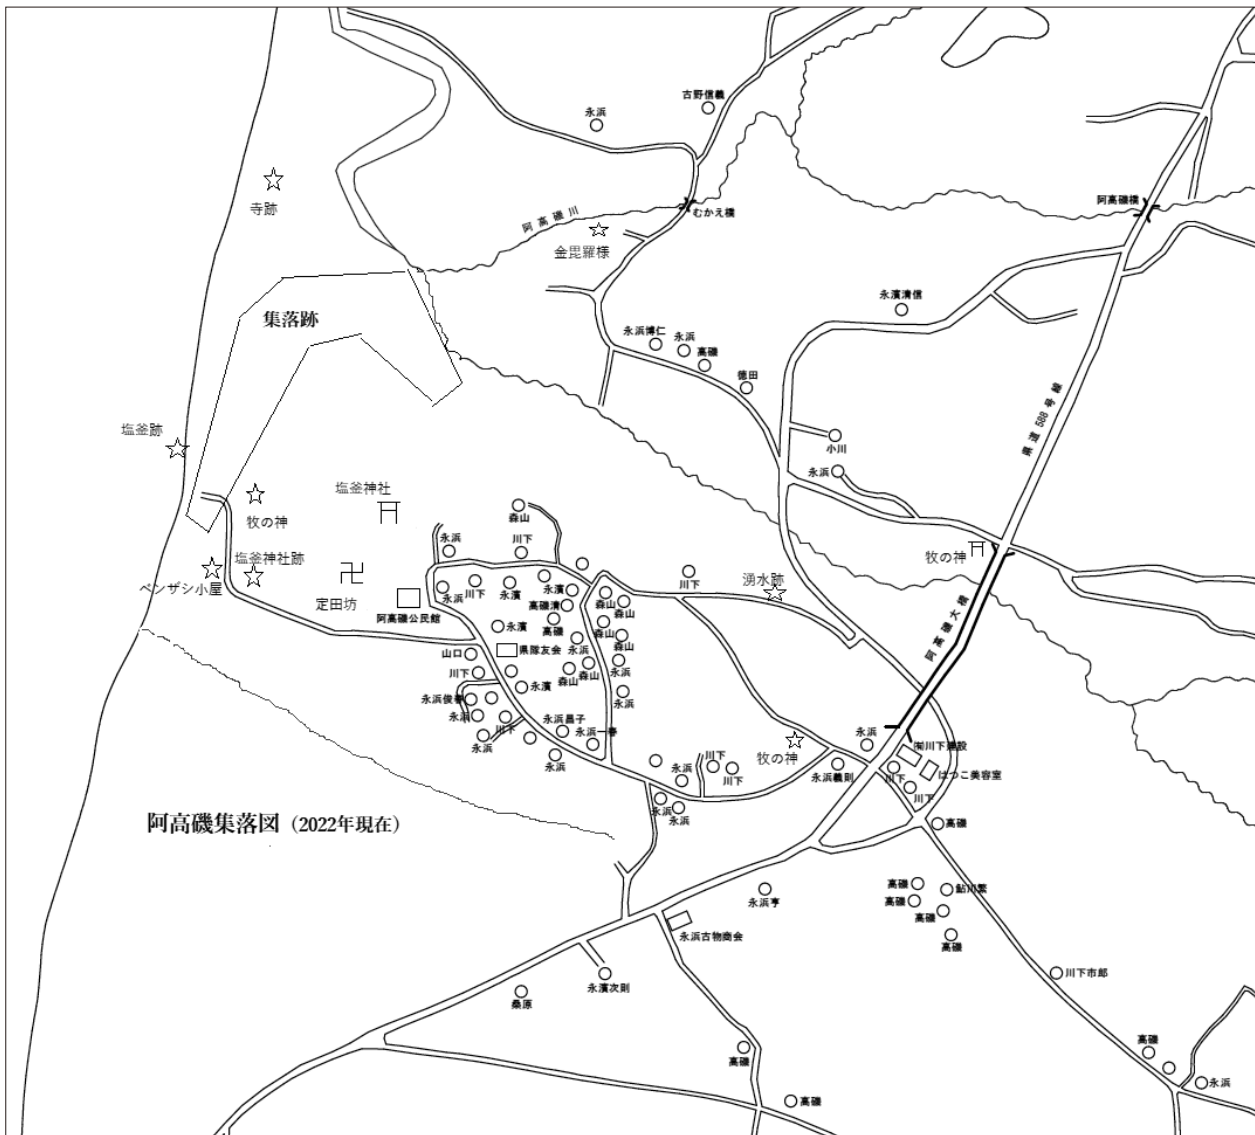 古野信義
永浜
寺跡
阿高磯川
むかえ橋
阿高磯橋
金毘羅様
永濱清信
集落跡
永浜博仁
永浜
高磯
徳田
県道568号線
塩釜跡
小川
永浜
塩釜神社
牧の神
森山
永浜
川下
牧の神
塩釜神社跡
ベンザシ小屋
定田坊
阿高磯公民館
永浜
川下
永濱
永濱
高磯清
高磯
森山
森山
川下
湧水跡
永濱
県隊友会
永浜
森山
森山
阿高磯大橋
山口
川下
永濱
森山
森山
永浜
永浜俊春
永浜
川下
永浜
永浜昌子
永浜一春
永浜
永浜
永浜
川下
川下
牧の神
永浜
永浜義則
㈲川下建設
はつこ美容室
川下
川下
永浜
永浜
高磯
阿高磯集落図（2022年現在）
永浜亨
高磯
高磯
鮎川繁
高磯
高磯
永浜古物商会
永濱次則
桑原
川下市郎
高磯
高磯
永浜
高磯